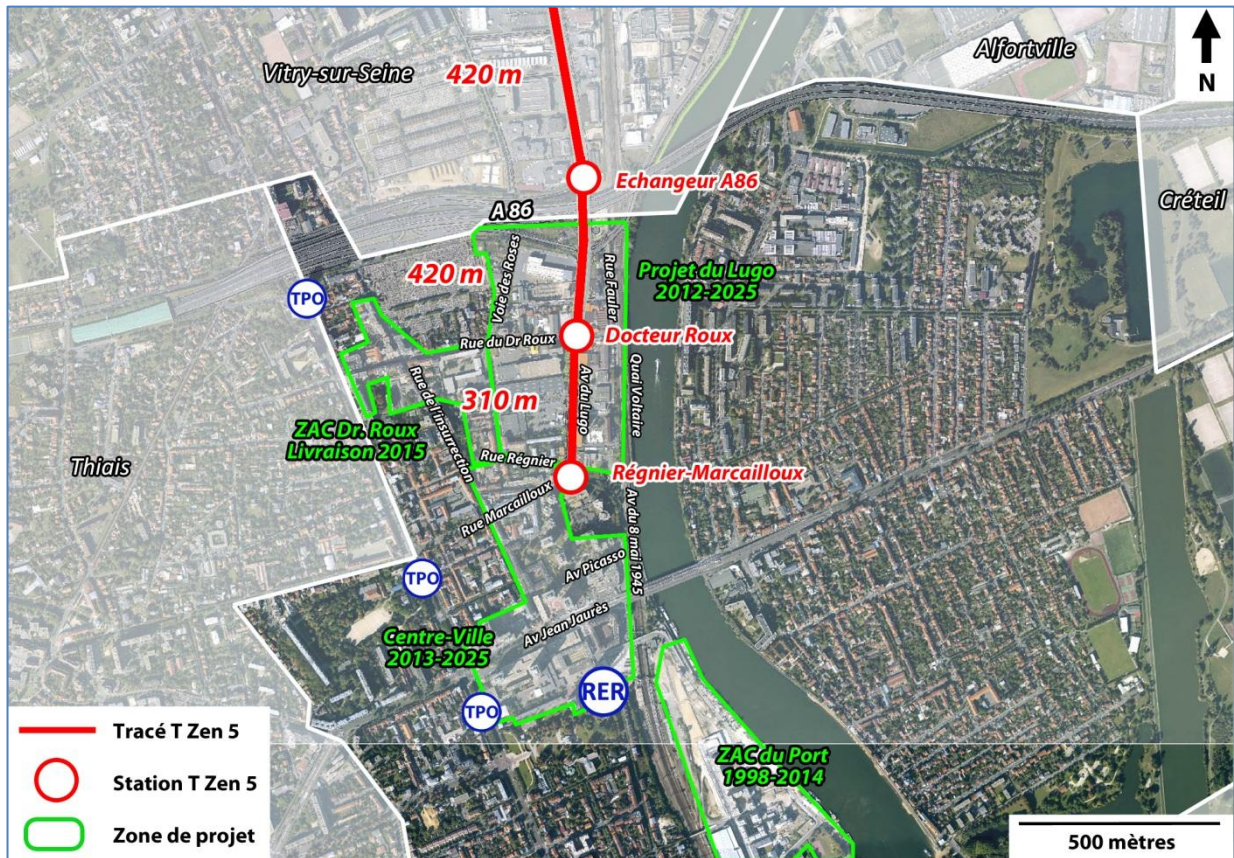 Vitry-sur-Seine
420 m
Alfortville
N
Echangeur A86
Créteil
A 86
Projet du Lugo
2012-2025
420 m
Voie des Roses
Rue Fauler
TPO
Rue du Dr Roux
Docteur Roux
Quai Voltaire
Av du Lugo
310 m
Rue de l'insurrection
ZAC Dr. Roux
Livraison 2015
Thiais
Rue Régnier
Régnier-Marcailloux
Rue Marcailloux
Av du 8 mai 1945
TPO
Av Picasso
Av Jean Jaurès
Centre-Ville
2013-2025
RER
TPO
ZAC du Port
1998-2014
Tracé T Zen 5
Station T Zen 5
Zone de projet
500 mètres